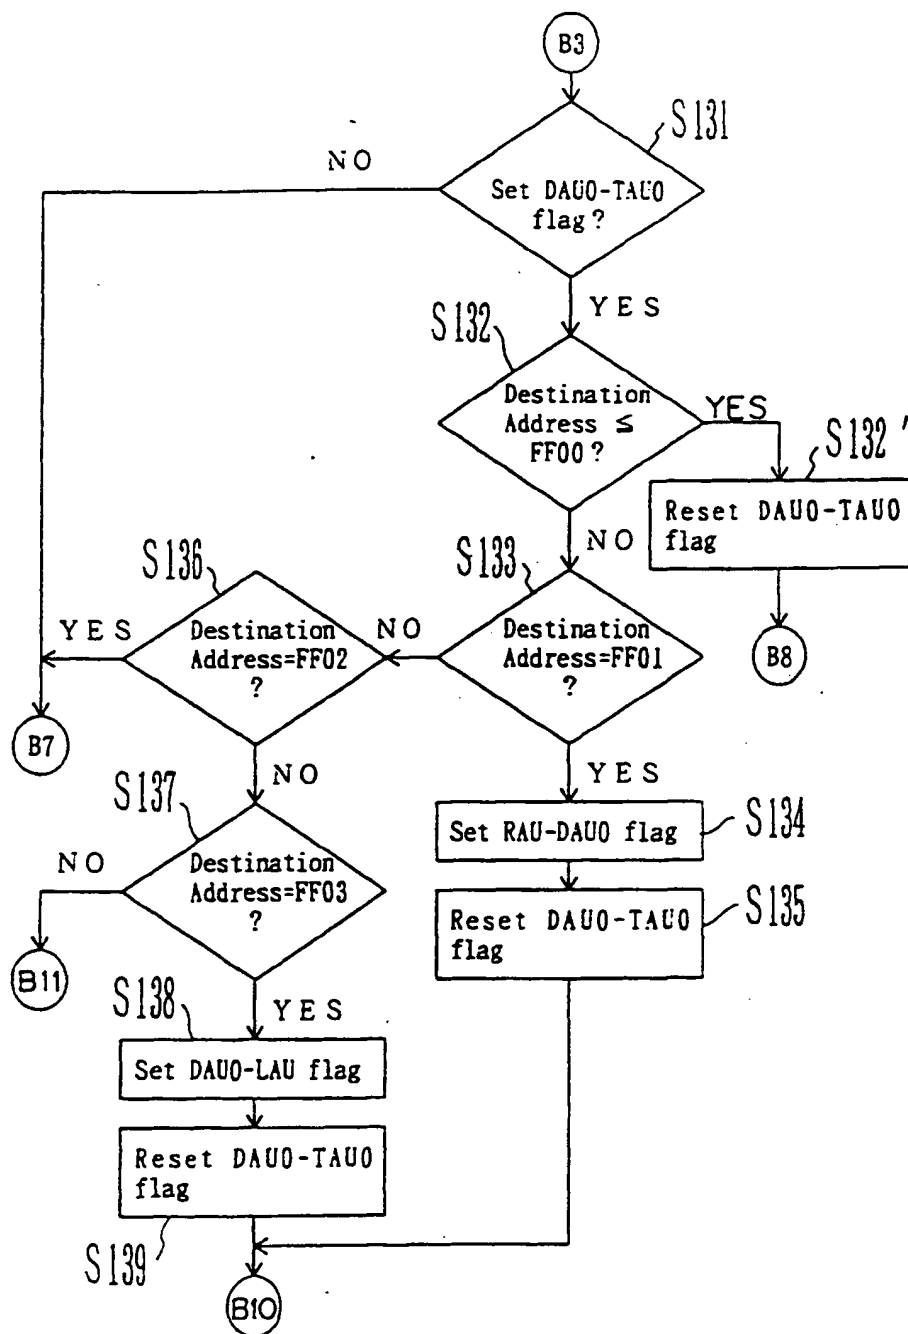 B3
S131
NO
Set DAU0-TAU0
flag?
YES
S132
Destination
Address ≤
FF00?
YES
S132'
Reset DAU0-TAU0
flag
NO
S136
S133
YES
Destination
Address=FF02
?
NO
Destination
Address=FF01
?
B8
B7
NO
YES
S137
Set RAU-DAU0 flag
S134
NO
Destination
Address=FF03
?
Reset DAU0-TAU0
flag
S135
B11
S138
YES
Set DAU0-LAU flag
Reset DAU0-TAU0
flag
S139
B10